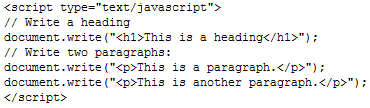 <script type="text/javascript">
// Write a heading
document.write("<h1>This is a heading</h1>");
// Write two paragraphs:
document.write("<p>This is a paragraph.</p>");
document.write("<p>This is another paragraph.</p>");
</script>